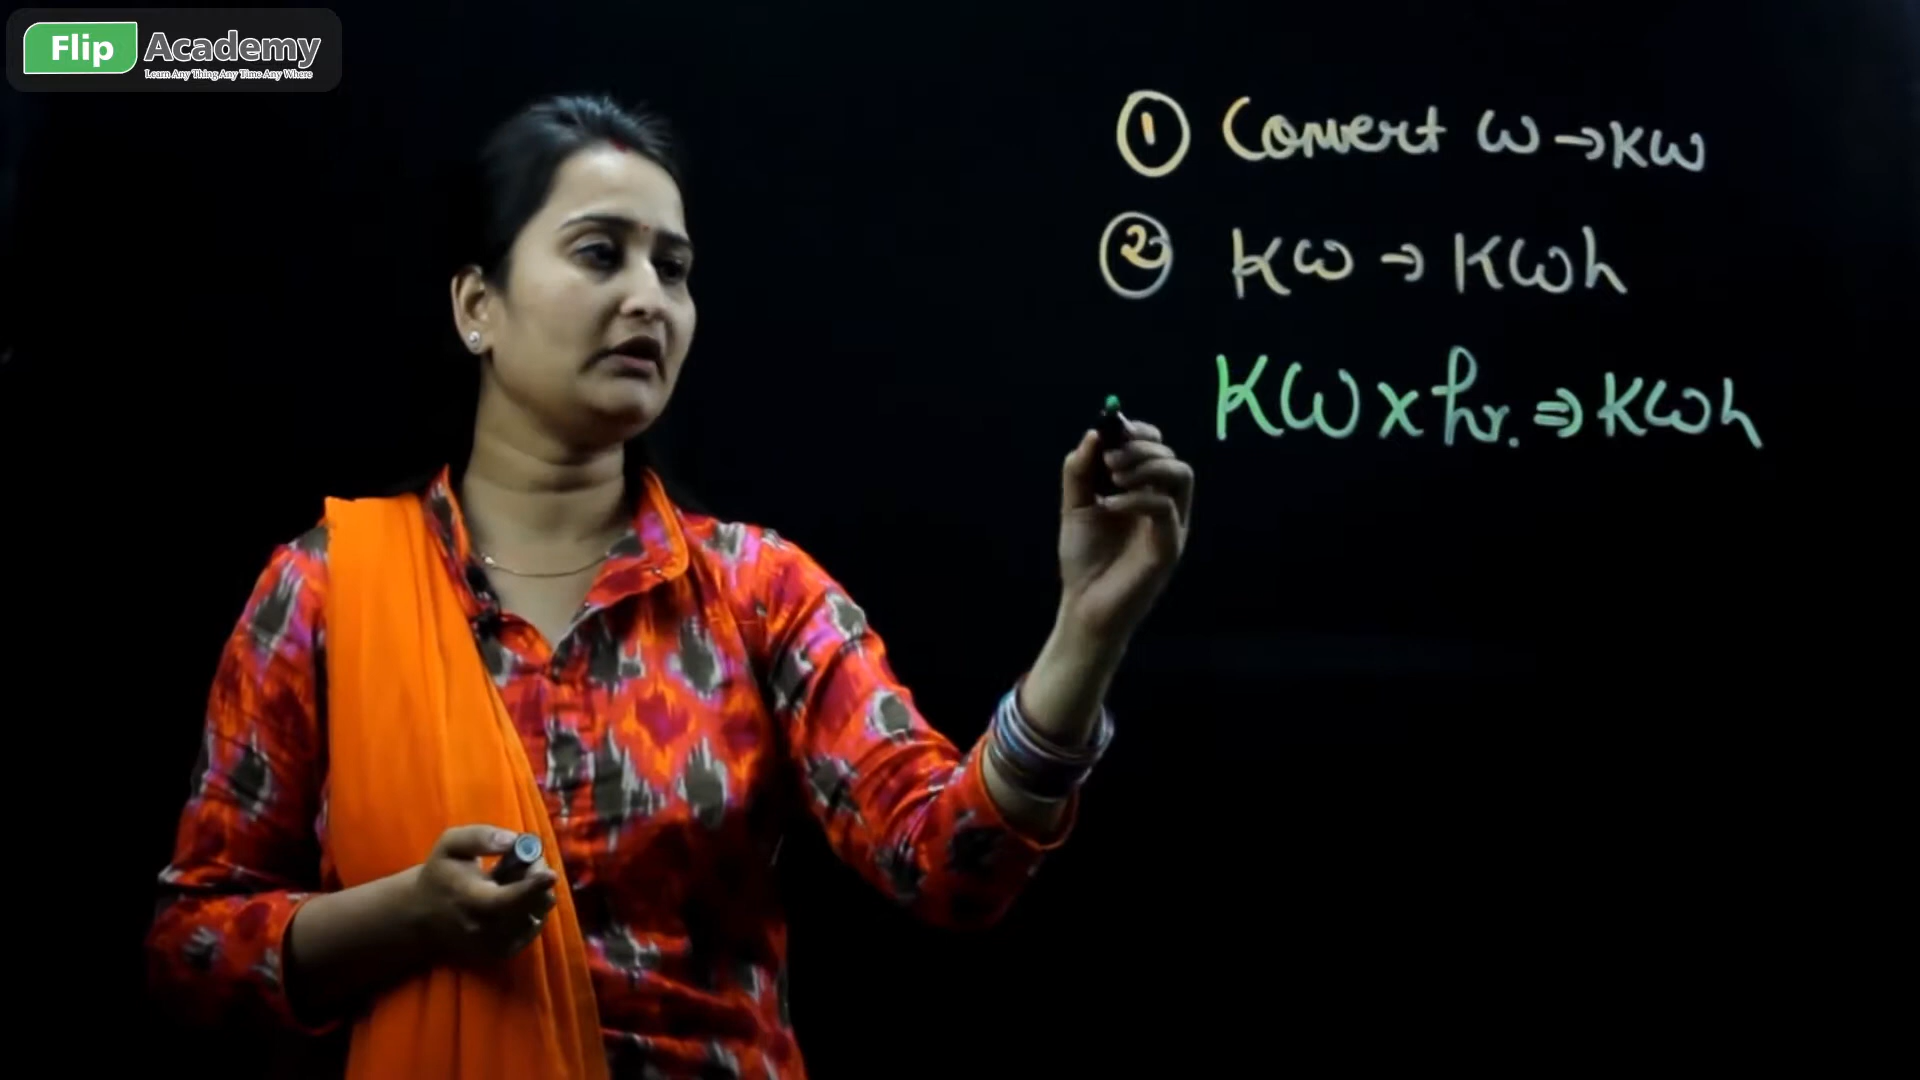 Flip Academy
Learn Any Thing Any Time Any Where
① Convert W → KW
② KW → KWh
KW x hr. ⇒ KWh